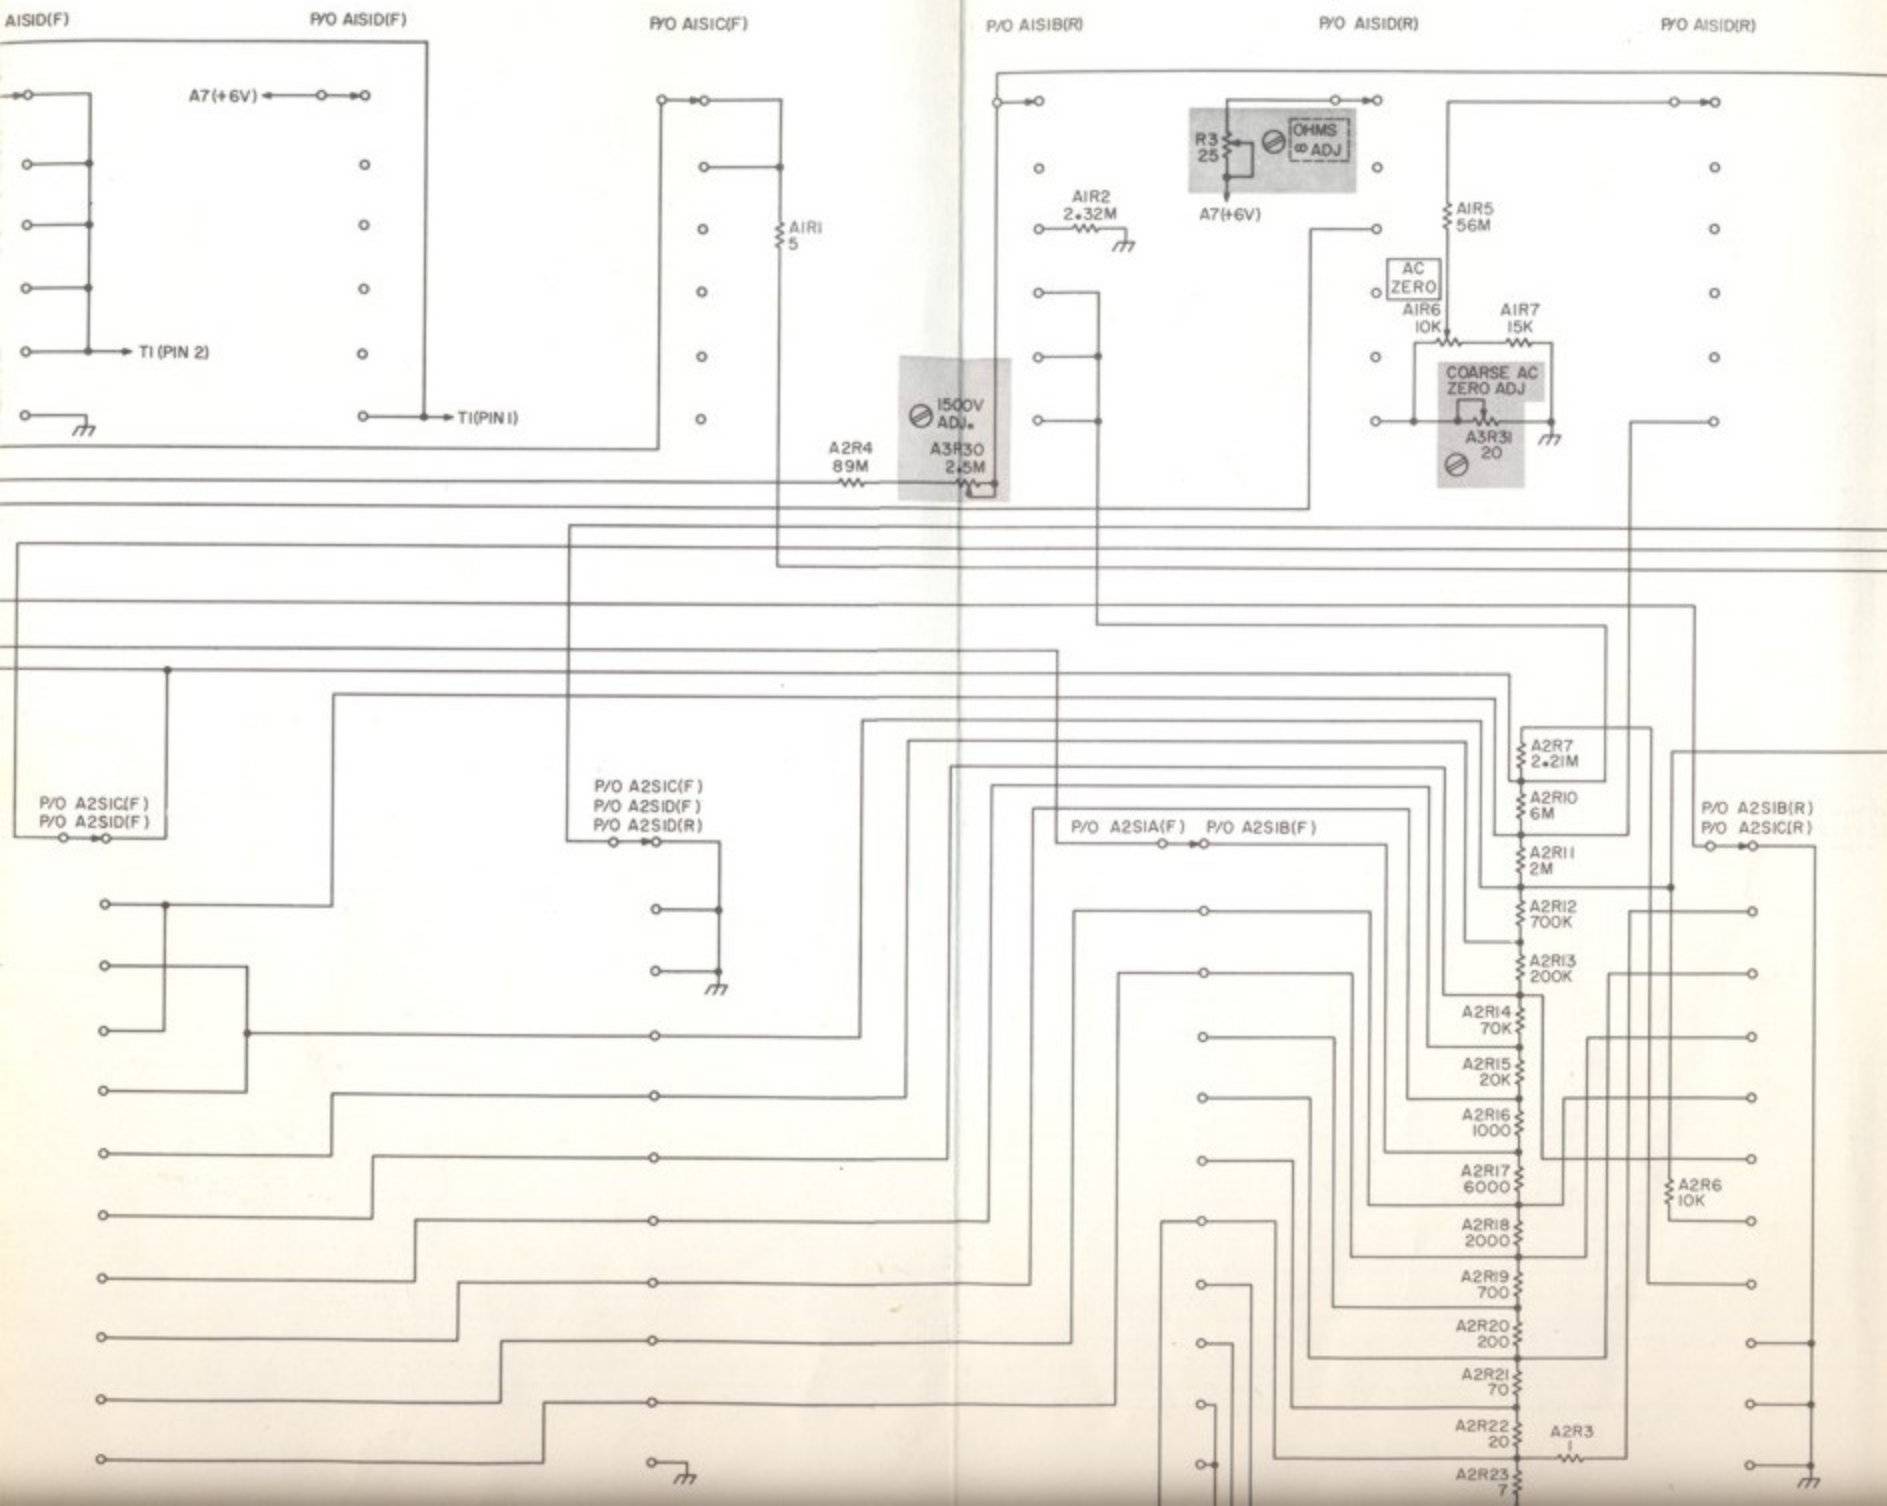 AISID(F)
P/O AISID(F)
P/O AISIC(F)
P/O AISIB(R)
P/O AISID(R)
P/O AISID(R)
A7(+6V)
R3
25
OHMS
∞ ADJ
A7(+6V)
AIR2
2.32M
AIR1
5
AIR5
56M
AC
ZERO
AIR6
10K
AIR7
15K
TI (PIN 2)
TI(PIN I)
COARSE AC
ZERO ADJ
A3R31
20
1500V
ADJ.
A3R30
2.5M
A2R4
89M
P/O A2SIC(F)
P/O A2SID(F)
P/O A2SIC(F)
P/O A2SID(F)
P/O A2SID(R)
P/O A2SIA(F)
P/O A2SIB(F)
P/O A2SIB(R)
P/O A2SIC(R)
A2R7
2.21M
A2R10
6M
A2R11
2M
A2R12
700K
A2R13
200K
A2R14
70K
A2R15
20K
A2R16
1000
A2R17
6000
A2R6
10K
A2R18
2000
A2R19
700
A2R20
200
A2R21
70
A2R22
20
A2R3
1
A2R23
7